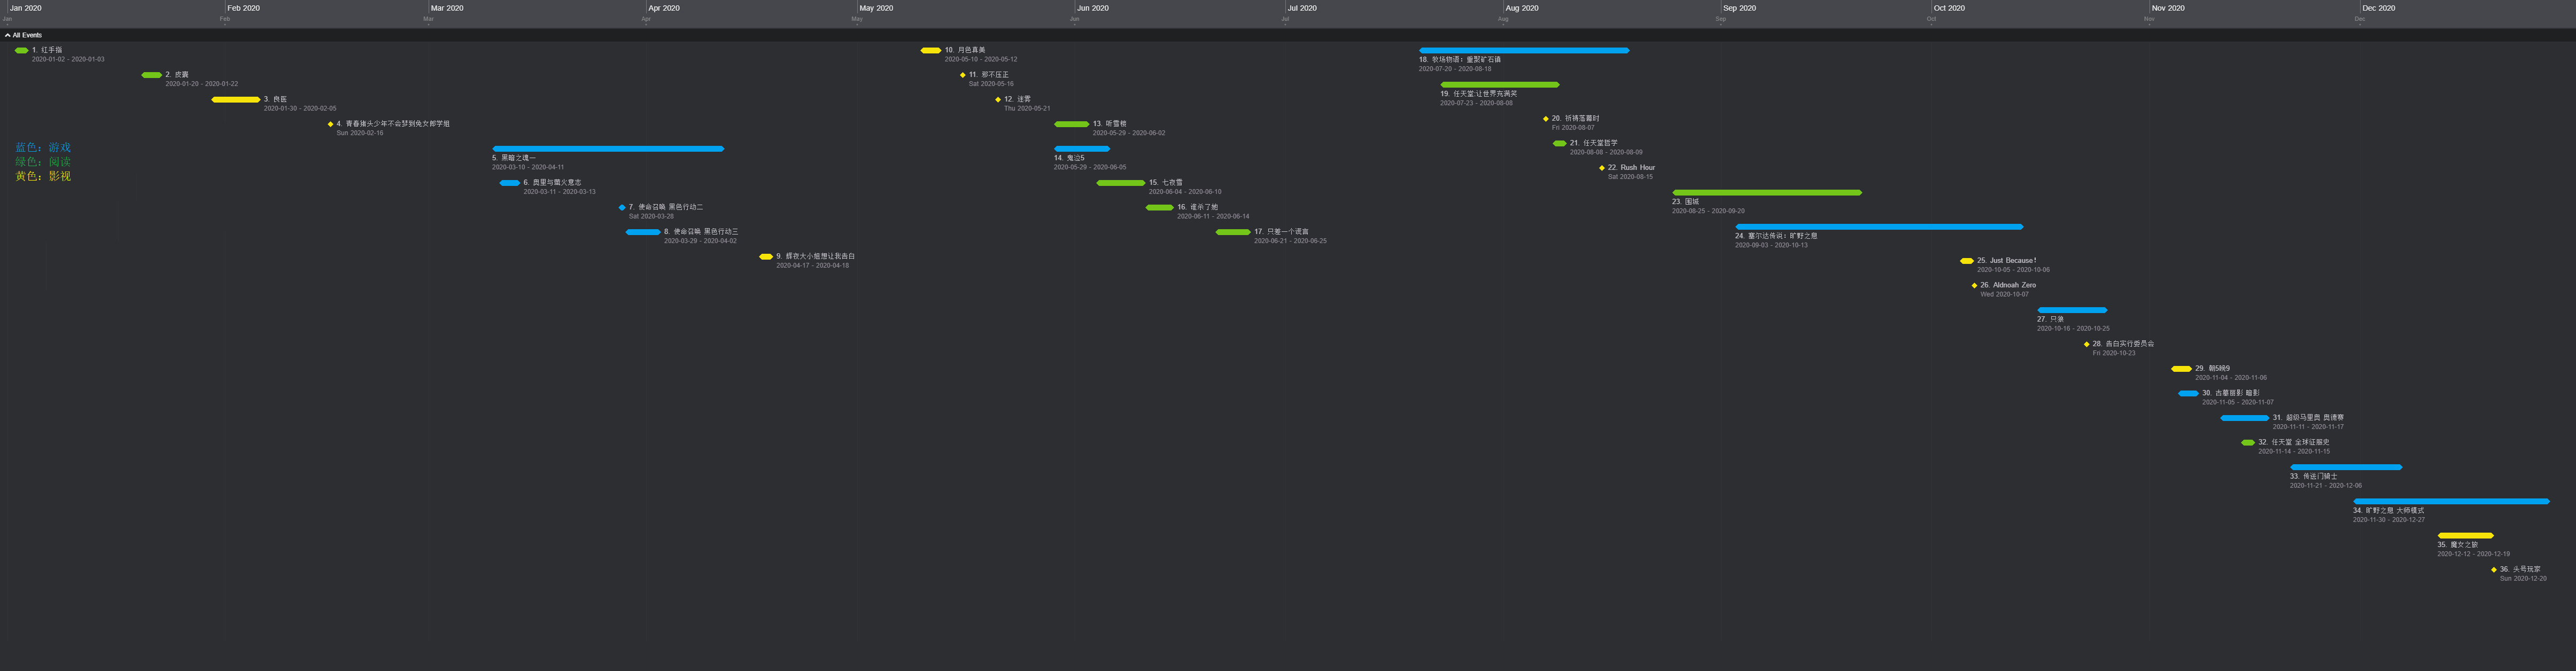 Jan 2020 Feb 2020 Mar 2020 Apr 2020 May 2020 Jun 2020 Jul 2020 Aug 2020 Sep 2020 Oct 2020 Nov 2020 Dec 2020
Jan Feb Mar Apr May Jun Jul Aug Sep Oct Nov Dec
All Events
1. 红手指
2020-01-02 - 2020-01-03
2. 皮囊
2020-01-20 - 2020-01-22
3. 良医
2020-01-30 - 2020-02-05
4. 青春猪头少年不会梦到兔女郎学姐
Sun 2020-02-16
蓝色：游戏
绿色：阅读
黄色：影视
5. 黑暗之魂一
2020-03-10 - 2020-04-11
6. 奥里与萤火意志
2020-03-11 - 2020-03-13
7. 使命召唤 黑色行动二
Sat 2020-03-28
8. 使命召唤 黑色行动三
2020-03-29 - 2020-04-02
9. 辉夜大小姐想让我告白
2020-04-17 - 2020-04-18
10. 月色真美
2020-05-10 - 2020-05-12
11. 邪不压正
Sat 2020-05-16
12. 迷雾
Thu 2020-05-21
13. 听雪楼
2020-05-29 - 2020-06-02
14. 鬼泣5
2020-05-29 - 2020-06-05
15. 七夜雪
2020-06-04 - 2020-06-10
16. 谁杀了她
2020-06-11 - 2020-06-14
17. 只差一个谎言
2020-06-21 - 2020-06-25
18. 牧场物语：重聚矿石镇
2020-07-20 - 2020-08-18
19. 任天堂:让世界充满笑
2020-07-23 - 2020-08-08
20. 祈祷落幕时
Fri 2020-08-07
21. 任天堂哲学
2020-08-08 - 2020-08-09
22. Rush Hour
Sat 2020-08-15
23. 围城
2020-08-25 - 2020-09-20
24. 塞尔达传说：旷野之息
2020-09-03 - 2020-10-13
25. Just Because！
2020-10-05 - 2020-10-06
26. Aldnoah Zero
Wed 2020-10-07
27. 只狼
2020-10-16 - 2020-10-25
28. 告白实行委员会
Fri 2020-10-23
29. 朝5晚9
2020-11-04 - 2020-11-06
30. 古墓丽影 暗影
2020-11-05 - 2020-11-07
31. 超级马里奥 奥德赛
2020-11-11 - 2020-11-17
32. 任天堂 全球征服史
2020-11-14 - 2020-11-15
33. 传送门骑士
2020-11-21 - 2020-12-06
34. 旷野之息 大师模式
2020-11-30 - 2020-12-27
35. 魔女之旅
2020-12-12 - 2020-12-19
36. 头号玩家
Sun 2020-12-20